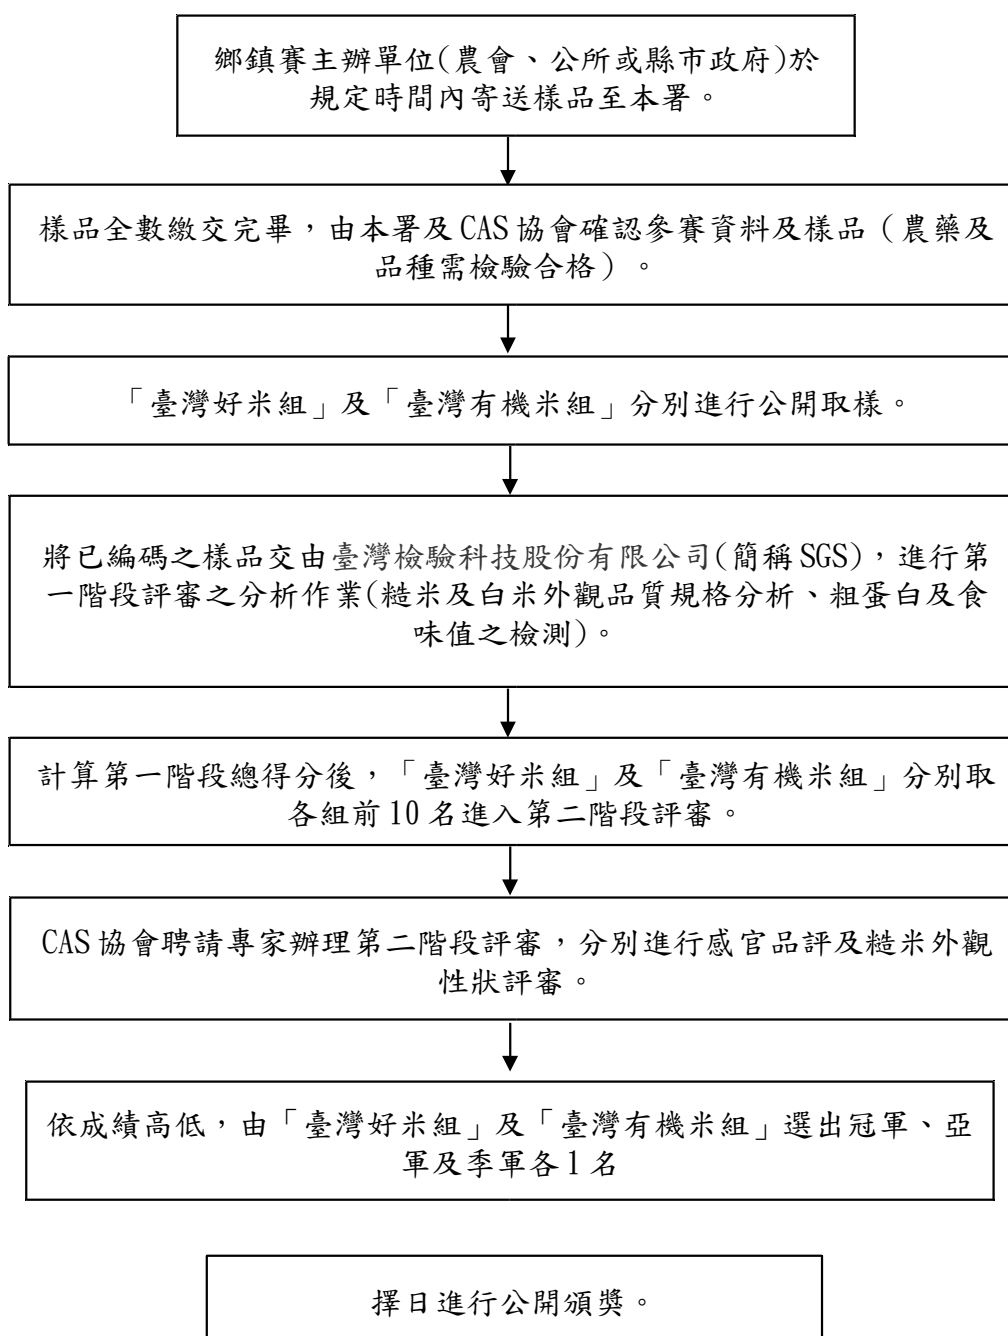 鄉鎮賽主辦單位(農會、公所或縣市政府)於
規定時間內寄送樣品至本署。
樣品全數繳交完畢，由本署及CAS協會確認參賽資料及樣品（農藥及
品種需檢驗合格）。
「臺灣好米組」及「臺灣有機米組」分別進行公開取樣。
將已編碼之樣品交由臺灣檢驗科技股份有限公司(簡稱SGS)，進行第
一階段評審之分析作業(糙米及白米外觀品質規格分析、粗蛋白及食
味值之檢測)。
計算第一階段總得分後，「臺灣好米組」及「臺灣有機米組」分別取
各組前10名進入第二階段評審。
CAS協會聘請專家辦理第二階段評審，分別進行感官品評及糙米外觀
性狀評審。
依成績高低，由「臺灣好米組」及「臺灣有機米組」選出冠軍、亞
軍及季軍各1名
擇日進行公開頒獎。